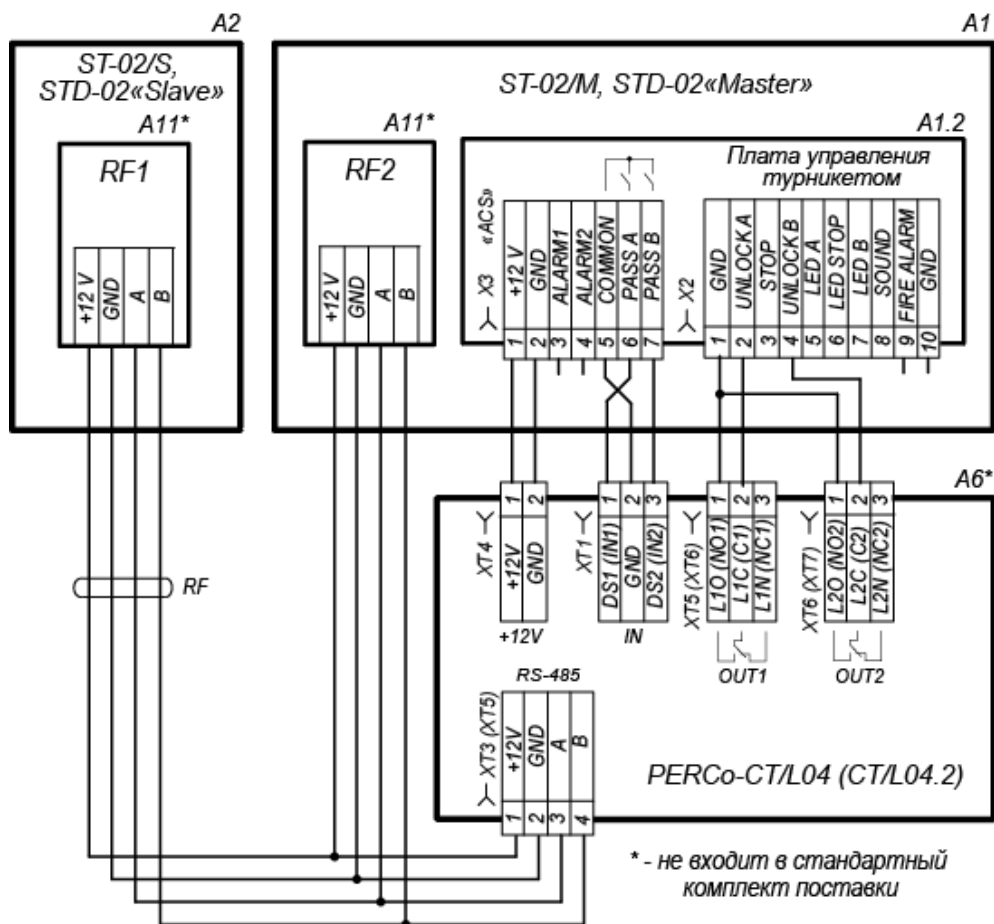 A2
A1
ST-02/S,
STD-02«Slave»
A11*
RF1
+12 V
GND
A
B
ST-02/M, STD-02«Master»
A11*
RF2
+12 V
GND
A
B
A1.2
Плата управления
турникетом
«ACS»
X3
+12 V
GND
ALARM1
ALARM2
COMMON
PASS A
PASS B
1 2 3 4 5 6 7
X2
GND
UNLOCK A
STOP
UNLOCK B
LED A
LED STOP
LED B
SOUND
FIRE ALARM
GND
1 2 3 4 5 6 7 8 9 10
RF
A6*
XT4
1 2
+12V
GND
+12V
XT1
1 2 3
DS1 (IN1)
GND
DS2 (IN2)
IN
XT5 (XT6)
1 2 3
L1O (NO1)
L1C (C1)
L1N (NC1)
OUT1
XT6 (XT7)
1 2 3
L2O (NO2)
L2C (C2)
L2N (NC2)
OUT2
RS-485
XT3 (XT5)
+12V
GND
A
B
1 2 3 4
PERCo-CT/L04 (CT/L04.2)
* - не входит в стандартный
комплект поставки